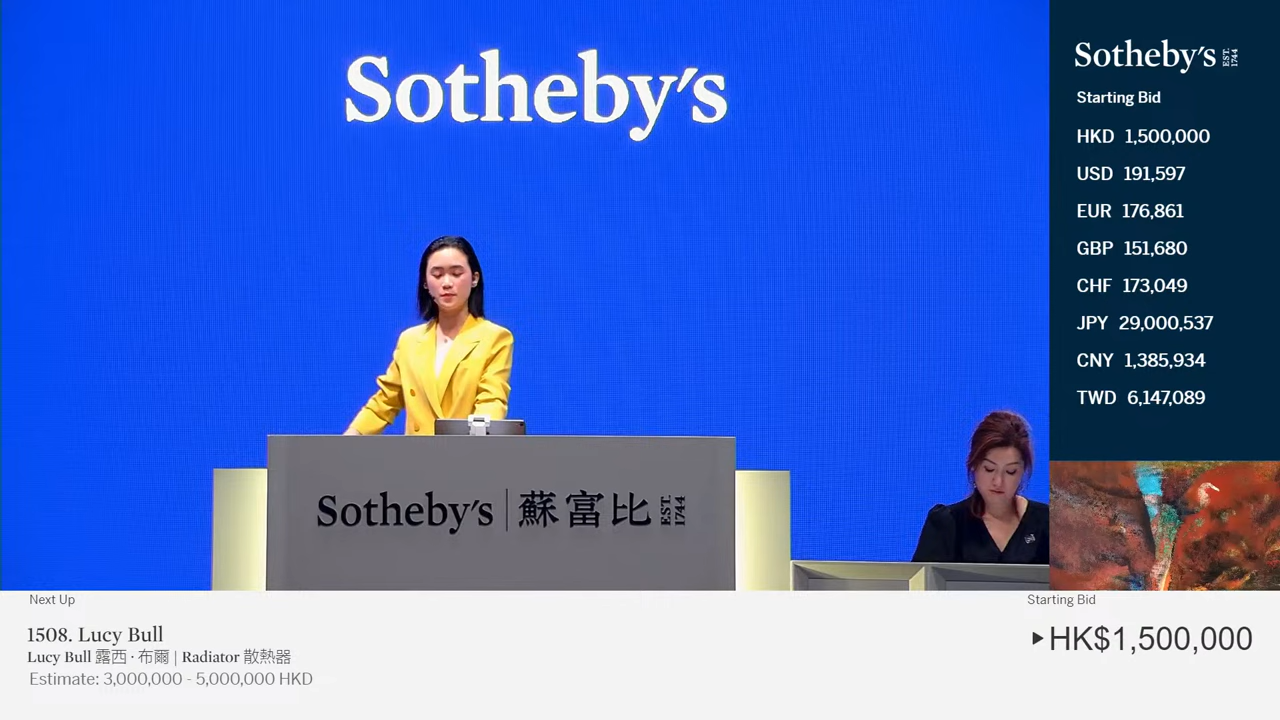 Sotheby's
Sotheby's EST. 1744
Starting Bid
HKD 1,500,000
USD 191,597
EUR 176,861
GBP 151,680
CHF 173,049
JPY 29,000,537
CNY 1,385,934
TWD 6,147,089
Sotheby's | 蘇富比 EST. 1744
Next Up
1508. Lucy Bull
Lucy Bull 露西 · 布爾 | Radiator 散熱器
Estimate: 3,000,000 - 5,000,000 HKD
Starting Bid
HK$1,500,000